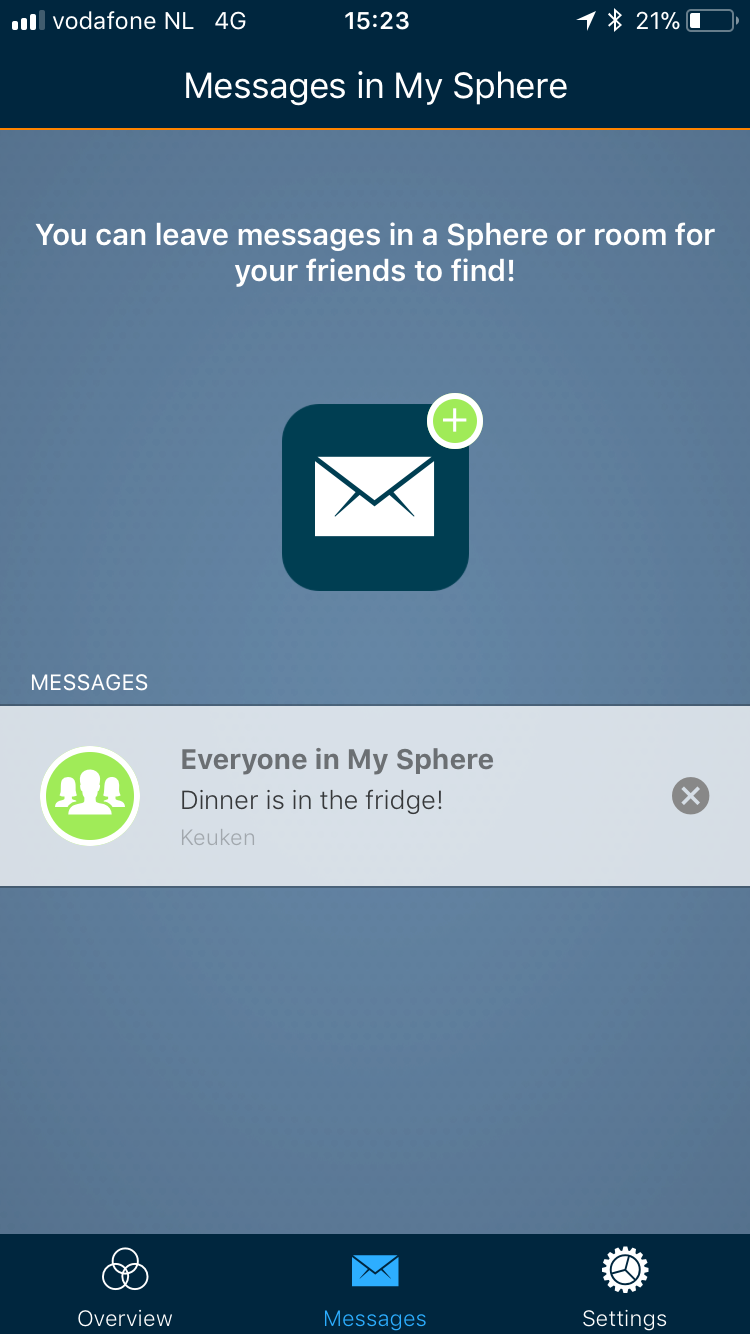 vodafone NL 4G 15:23 21%
Messages in My Sphere
You can leave messages in a Sphere or room for
your friends to find!
MESSAGES
Everyone in My Sphere
Dinner is in the fridge!
Keuken
Overview Messages Settings